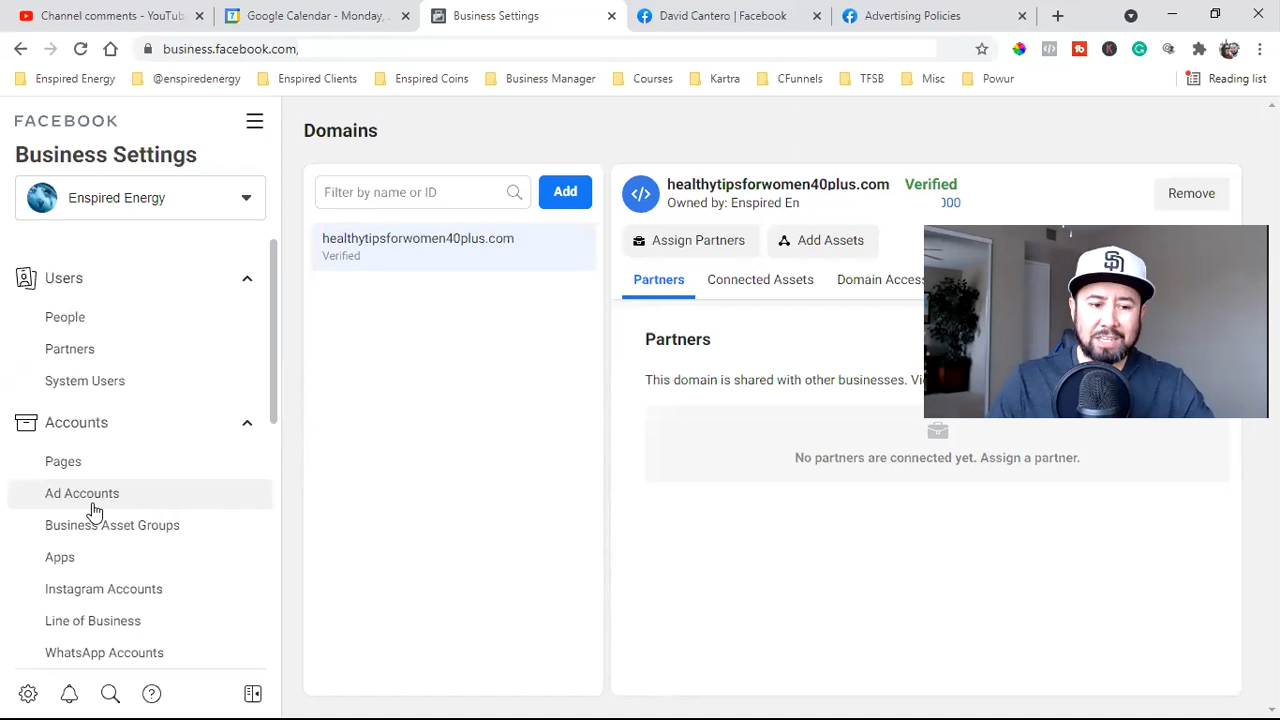 Channel comments - YouTub
Google Calendar - Monday,
Business Settings
David Cantero | Facebook
Advertising Policies
business.facebook.com,
Enspired Energy
@enspiredenergy
Enspired Clients
Enspired Coins
Business Manager
Courses
Kartra
CFunnels
TFSB
Misc
Powur
Reading list
FACEBOOK
Business Settings
Enspired Energy
Users
People
Partners
System Users
Accounts
Pages
Ad Accounts
Business Asset Groups
Apps
Instagram Accounts
Line of Business
WhatsApp Accounts
Domains
Filter by name or ID
Add
healthytipsforwomen40plus.com
Verified
healthytipsforwomen40plus.com Verified
Owned by: Enspired En
000
Remove
Assign Partners
Add Assets
Partners
Connected Assets
Domain Access
Partners
This domain is shared with other businesses. Vi
No partners are connected yet. Assign a partner.